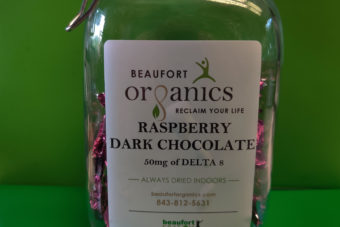 BEAUFORT
organics
RECLAIM YOUR LIFE
RASPBERRY
DARK CHOCOLATE
50mg of DELTA 8
ALWAYS DRIED INDOORS
beaufortorganics.com
843-812-5631
beaufort